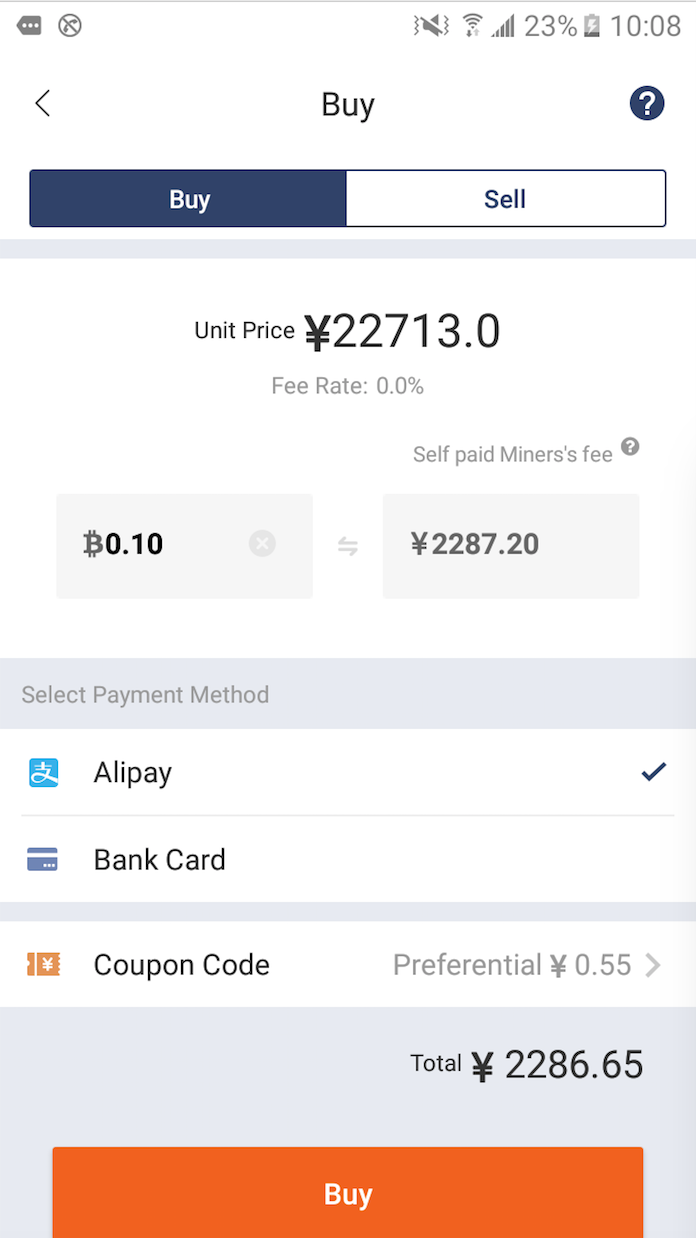 23% 10:08
Buy
?
Buy Sell
Unit Price ¥22713.0
Fee Rate: 0.0%
Self paid Miners's fee ?
₿0.10 ¥2287.20
Select Payment Method
支 Alipay
Bank Card
¥ Coupon Code Preferential ¥ 0.55
Total ¥ 2286.65
Buy